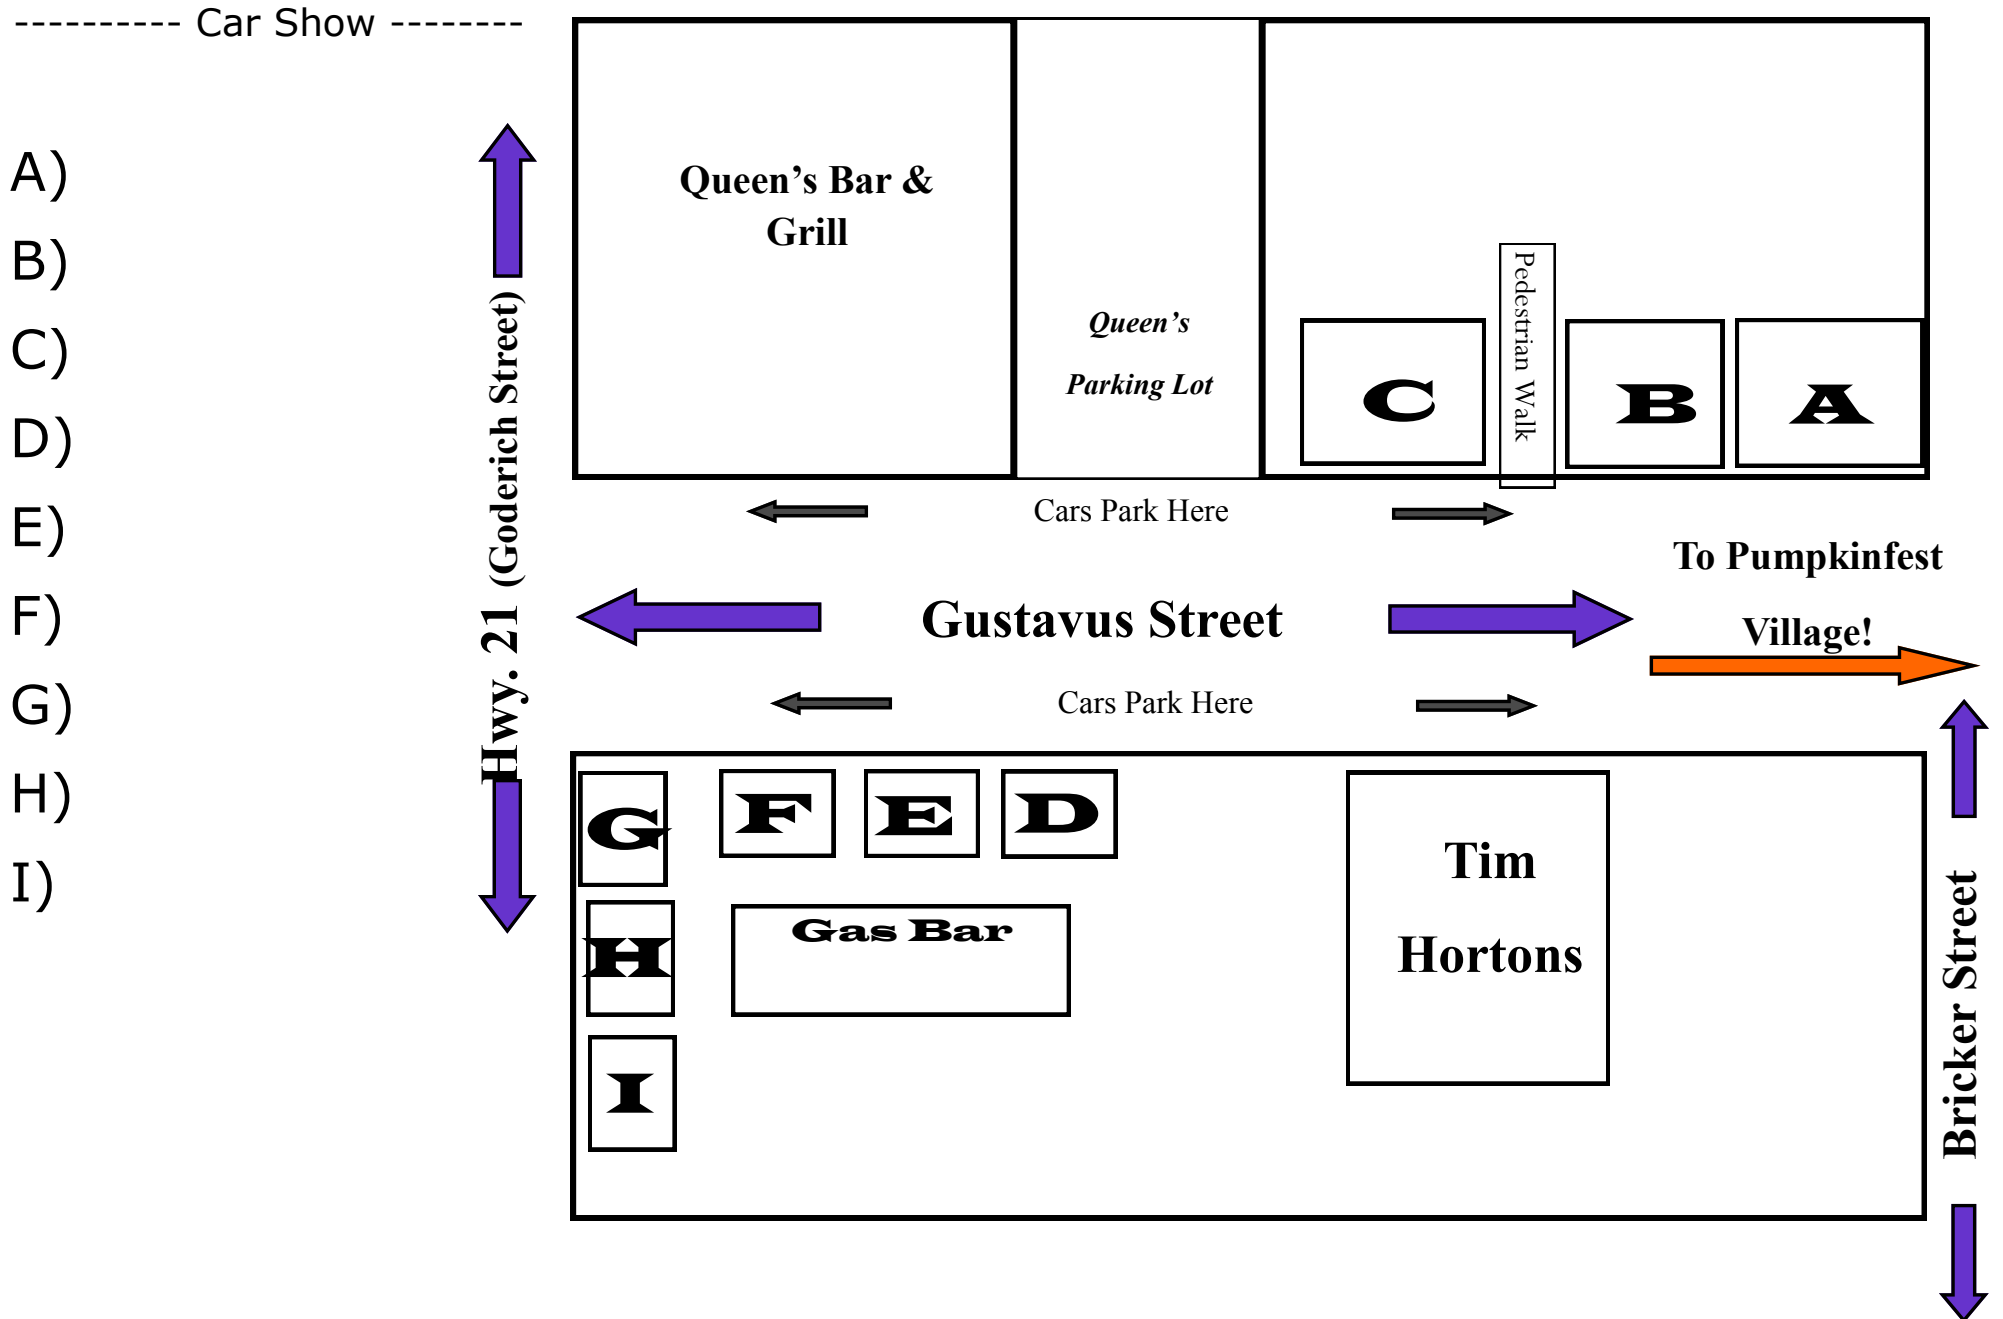 ---------- Car Show --------
A)
B)
C)
D)
E)
F)
G)
H)
I)
Hwy. 21 (Goderich Street)
Queen’s Bar &
Grill
Queen’s
Parking Lot
C
Pedestrian Walk
B
A
Cars Park Here
To Pumpkinfest
Village!
Gustavus Street
Cars Park Here
G
F
E
D
Tim
Hortons
H
Gas Bar
I
Bricker Street